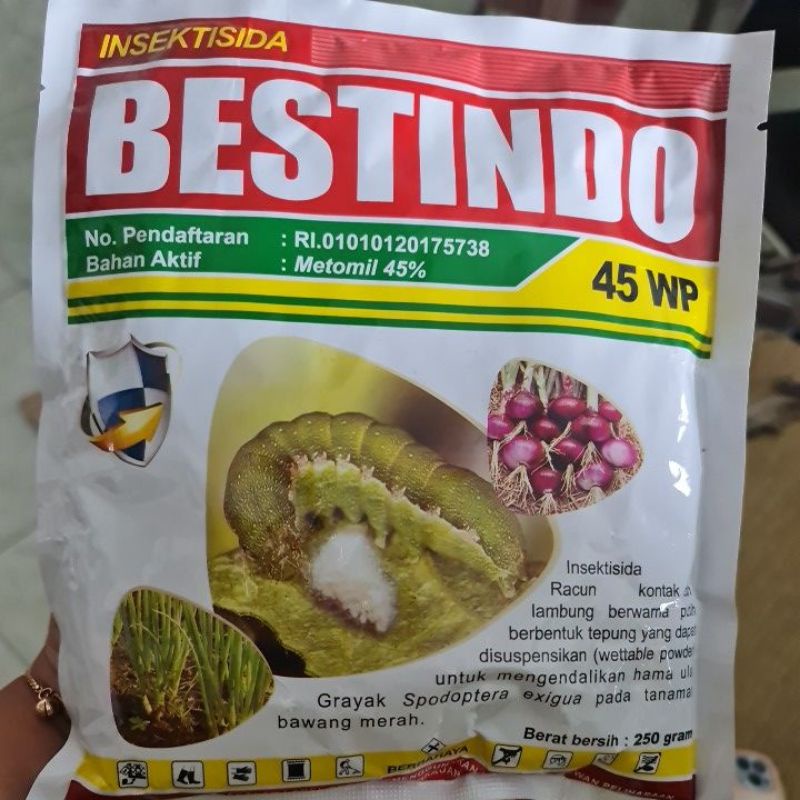 INSEKTISIDA
BESTINDO
No. Pendaftaran : RI.01010120175738
Bahan Aktif : Metomil 45%
45 WP
Insektisida
Racun kontak
lambung berwarna
berbentuk tepung yang
disuspensikan (wettable powder
untuk mengendalikan hama
Grayak Spodoptera exigua pada
bawang merah.
Berat bersih : 250 gram
BERBAHAYA